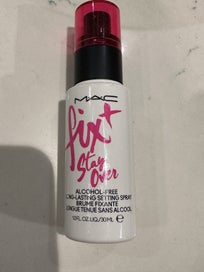 MAC
fix+
Stay
Over
ALCOHOL-FREE
LONG-LASTING SETTING SPRAY
BRUME FIXANTE
LONGUE TENUE SANS ALCOOL
1.0 FL. OZ. LIQ/30 ML ℮